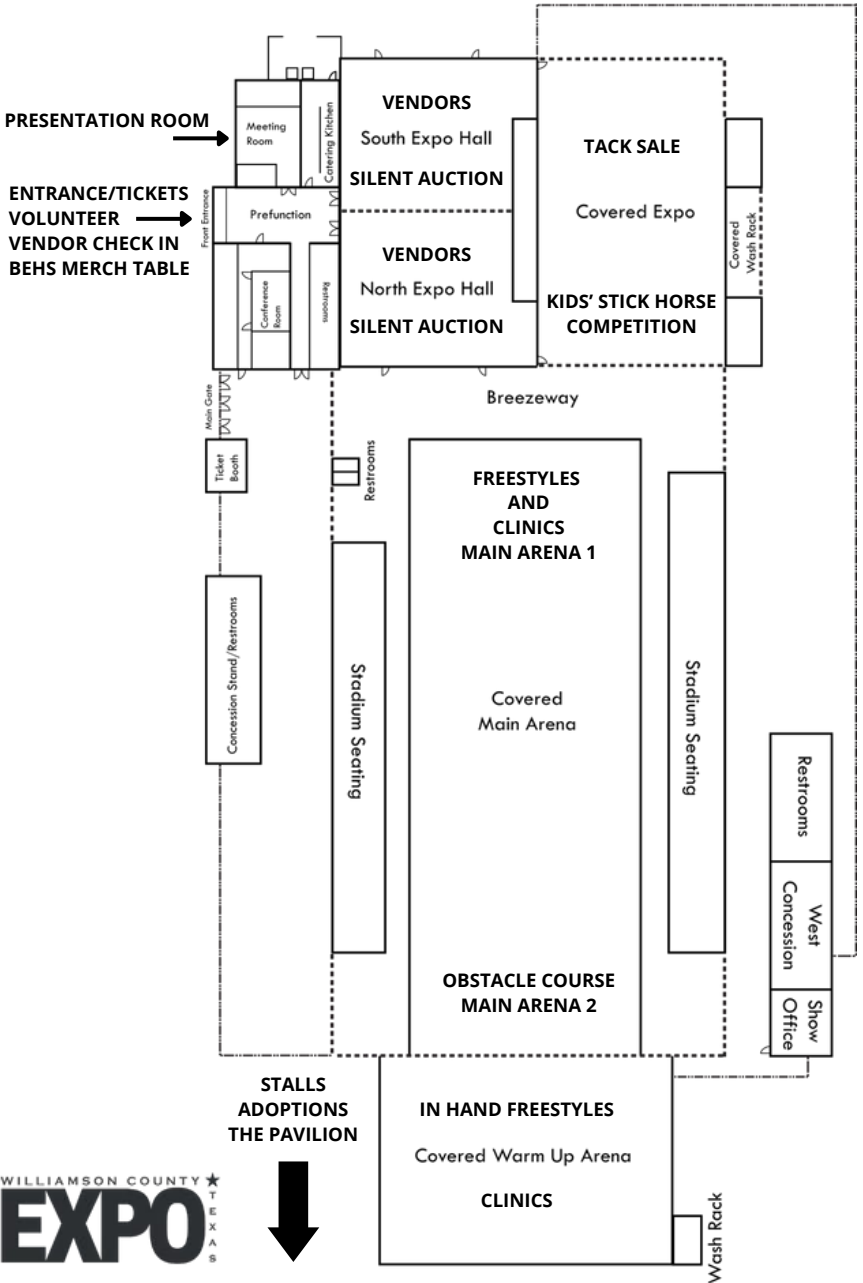 PRESENTATION ROOM
Meeting
Room
Catering Kitchen
VENDORS
South Expo Hall
SILENT AUCTION
TACK SALE
Covered Expo
KIDS' STICK HORSE
COMPETITION
Covered
Wash Rack
ENTRANCE/TICKETS
VOLUNTEER
VENDOR CHECK IN
BEHS MERCH TABLE
Front Entrance
Prefunction
VENDORS
North Expo Hall
SILENT AUCTION
Conference
Room
Restrooms
Breezeway
Main Gate
Ticket
Booth
Restrooms
FREESTYLES
AND
CLINICS
MAIN ARENA 1
Concession Stand/Restrooms
Stadium Seating
Covered
Main Arena
Stadium Seating
Restrooms
West
Concession
Show
Office
OBSTACLE COURSE
MAIN ARENA 2
STALLS
ADOPTIONS
THE PAVILION
IN HAND FREESTYLES
Covered Warm Up Arena
CLINICS
Wash Rack
WILLIAMSON COUNTY
EXPO
TEXAS